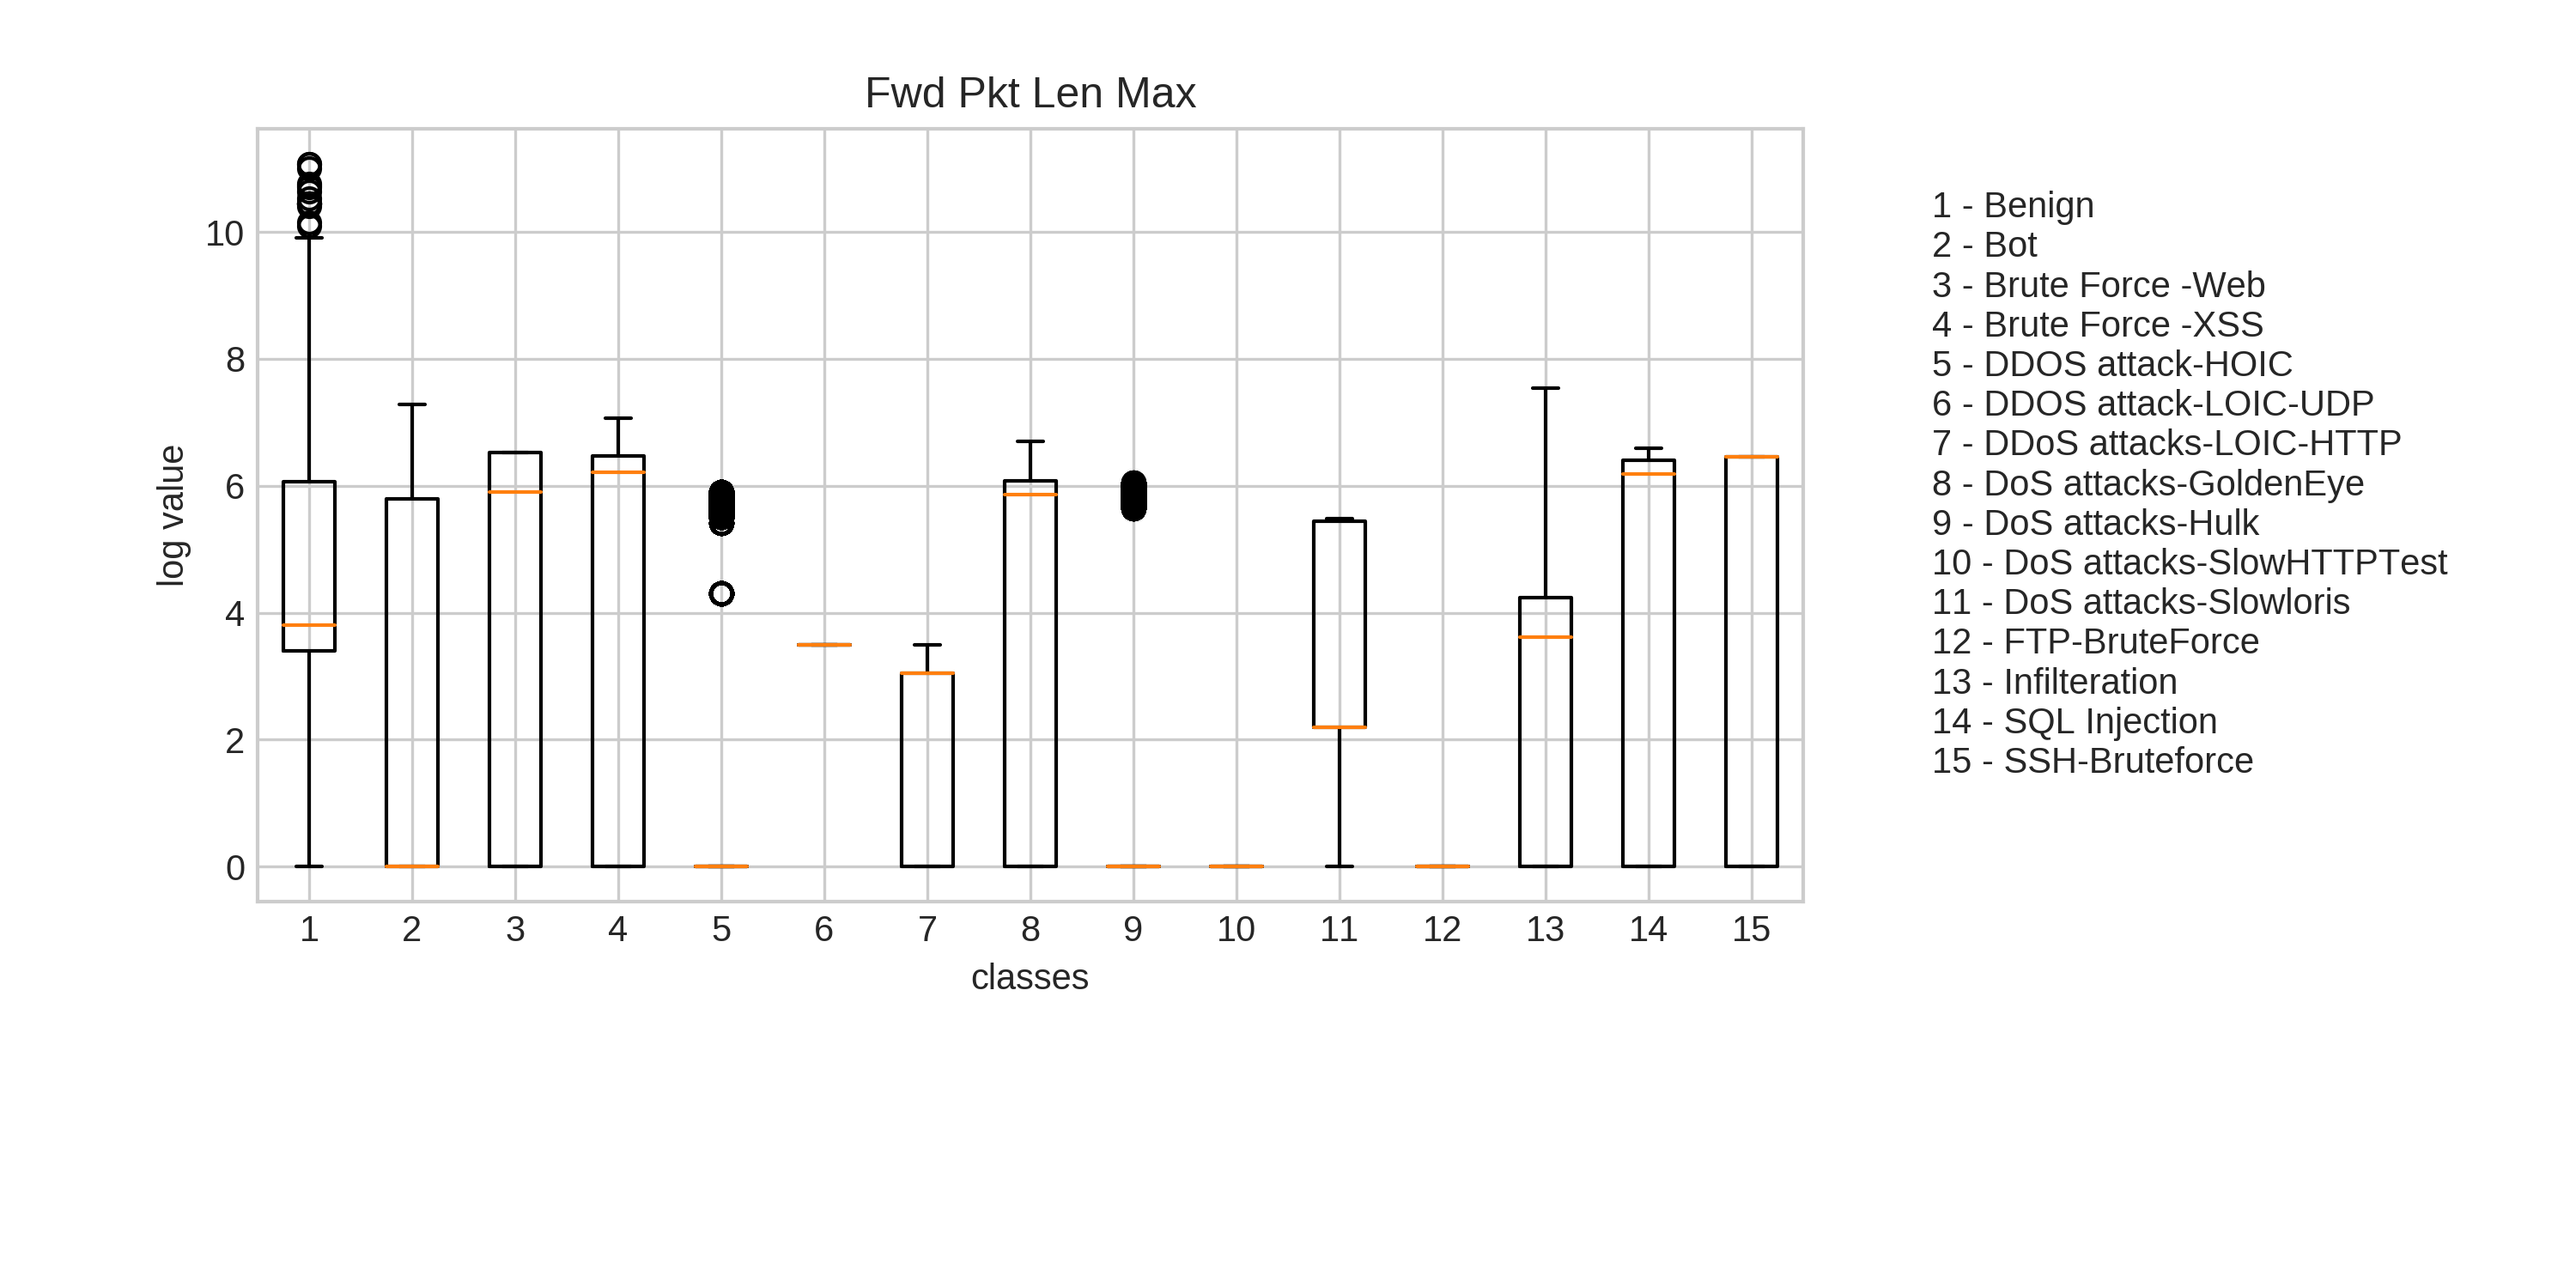 Fwd Pkt Len Max
10
8
6
4
2
0
log value
1 2 3 4 5 6 7 8 9 10 11 12 13 14 15
classes
1 - Benign
2 - Bot
3 - Brute Force -Web
4 - Brute Force -XSS
5 - DDOS attack-HOIC
6 - DDOS attack-LOIC-UDP
7 - DDoS attacks-LOIC-HTTP
8 - DoS attacks-GoldenEye
9 - DoS attacks-Hulk
10 - DoS attacks-SlowHTTPTest
11 - DoS attacks-Slowloris
12 - FTP-BruteForce
13 - Infilteration
14 - SQL Injection
15 - SSH-Bruteforce